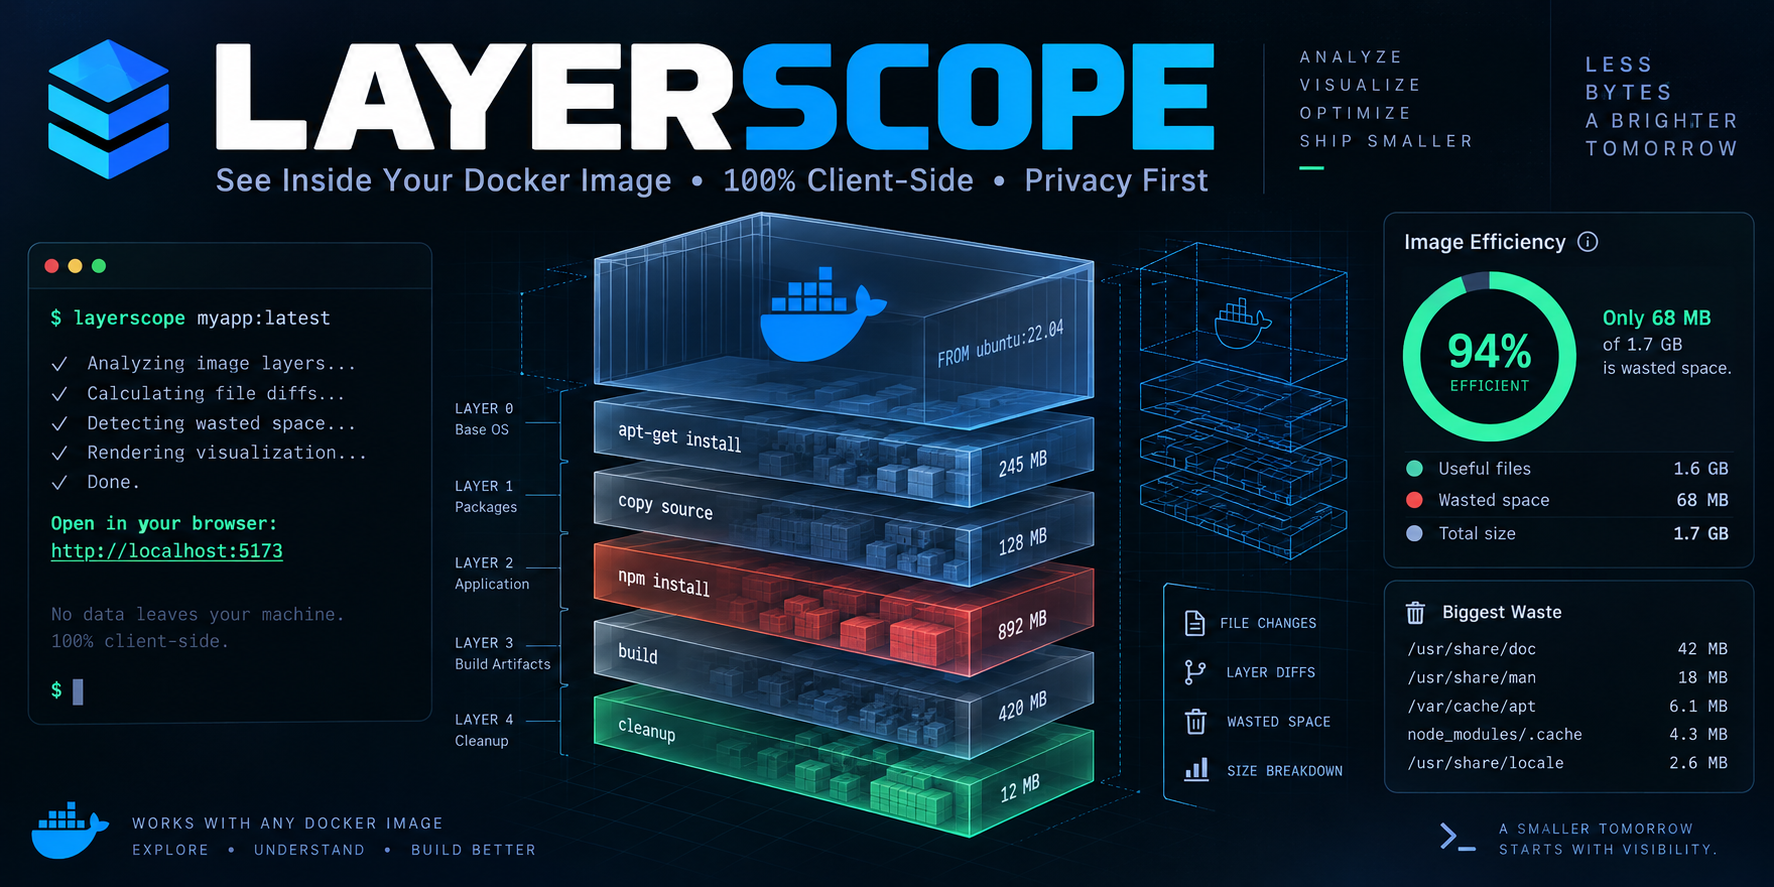 LAYERSCOPE
See Inside Your Docker Image • 100% Client-Side • Privacy First
ANALYZE
VISUALIZE
OPTIMIZE
SHIP SMALLER
LESS
BYTES
A BRIGHTER
TOMORROW
$ layerscope myapp:latest
✓ Analyzing image layers...
✓ Calculating file diffs...
✓ Detecting wasted space...
✓ Rendering visualization...
✓ Done.
Open in your browser:
http://localhost:5173
No data leaves your machine.
100% client-side.
$
LAYER 0
Base OS
LAYER 1
Packages
LAYER 2
Application
LAYER 3
Build Artifacts
LAYER 4
Cleanup
FROM ubuntu:22.04
apt-get install 245 MB
copy source 128 MB
npm install 892 MB
build 420 MB
cleanup 12 MB
FILE CHANGES
LAYER DIFFS
WASTED SPACE
SIZE BREAKDOWN
Image Efficiency
94%
EFFICIENT
Only 68 MB
of 1.7 GB
is wasted space.
Useful files 1.6 GB
Wasted space 68 MB
Total size 1.7 GB
Biggest Waste
/usr/share/doc 42 MB
/usr/share/man 18 MB
/var/cache/apt 6.1 MB
node_modules/.cache 4.3 MB
/usr/share/locale 2.6 MB
WORKS WITH ANY DOCKER IMAGE
EXPLORE • UNDERSTAND • BUILD BETTER
A SMALLER TOMORROW
STARTS WITH VISIBILITY.